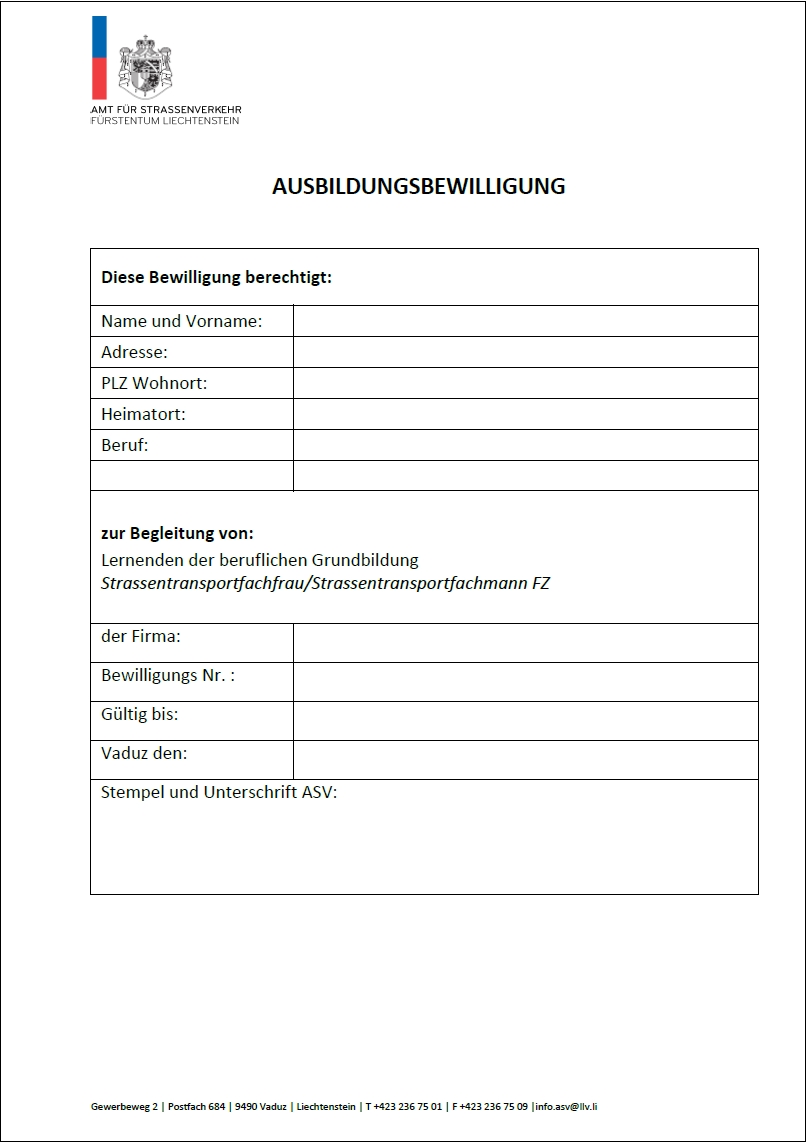 AMT FÜR STRASSENVERKEHR
FÜRSTENTUM LIECHTENSTEIN
AUSBILDUNGSBEWILLIGUNG
Diese Bewilligung berechtigt:
Name und Vorname:
Adresse:
PLZ Wohnort:
Heimatort:
Beruf:
zur Begleitung von:
Lernenden der beruflichen Grundbildung
Strassentransportfachfrau/Strassentransportfachmann FZ
der Firma:
Bewilligungs Nr. :
Gültig bis:
Vaduz den:
Stempel und Unterschrift ASV:
Gewerbeweg 2 | Postfach 684 | 9490 Vaduz | Liechtenstein | T +423 236 75 01 | F +423 236 75 09 |info.asv@llv.li